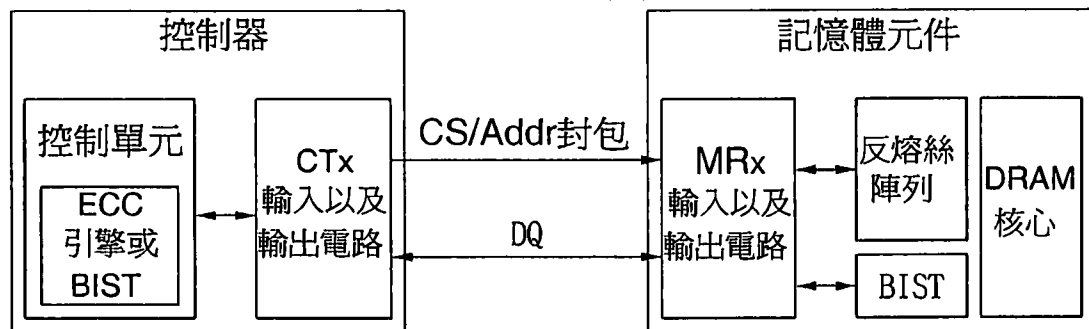 控制器
控制單元
ECC
引擎或
BIST
CTx
輸入以及
輸出電路
CS/Addr封包
DQ
記憶體元件
MRx
輸入以及
輸出電路
反熔絲
陣列
BIST
DRAM
核心